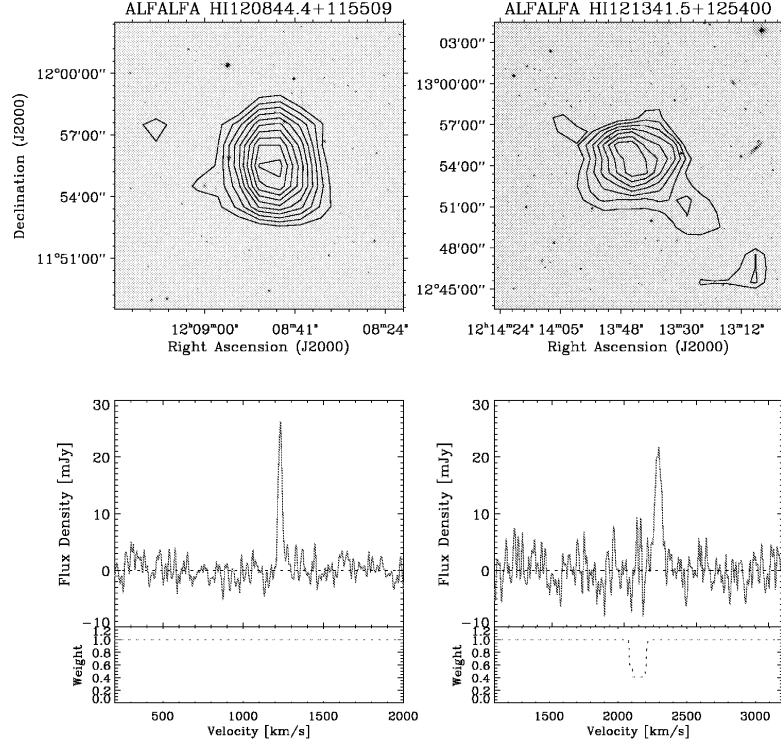 ALFALFA HI120844.4+115509
ALFALFA HI121341.5+125400
Declination (J2000)
12°00'00"
57'00"
54'00"
11°51'00"
12ʰ09ᵐ00ˢ
08ᵐ41ˢ
08ᵐ24ˢ
Right Ascension (J2000)
03'00"
13°00'00"
57'00"
54'00"
51'00"
48'00"
12°45'00"
12ʰ14ᵐ24ˢ
14ᵐ05ˢ
13ᵐ48ˢ
13ᵐ30ˢ
13ᵐ12ˢ
Right Ascension (J2000)
Flux Density [mJy]
30
20
10
0
-10
Weight
1.2
1.0
0.8
0.6
0.4
0.2
0.0
500
1000
1500
2000
Velocity [km/s]
Flux Density [mJy]
30
20
10
0
-10
Weight
1.2
1.0
0.8
0.6
0.4
0.2
0.0
1500
2000
2500
3000
Velocity [km/s]